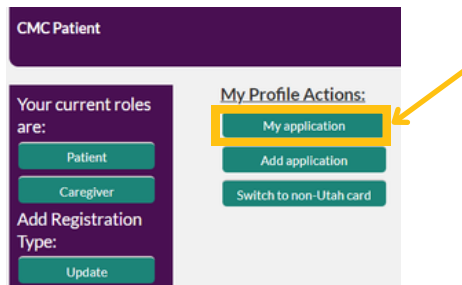 CMC Patient
Your current roles
are:
Patient
Caregiver
Add Registration
Type:
Update
My Profile Actions:
My application
Add application
Switch to non-Utah card